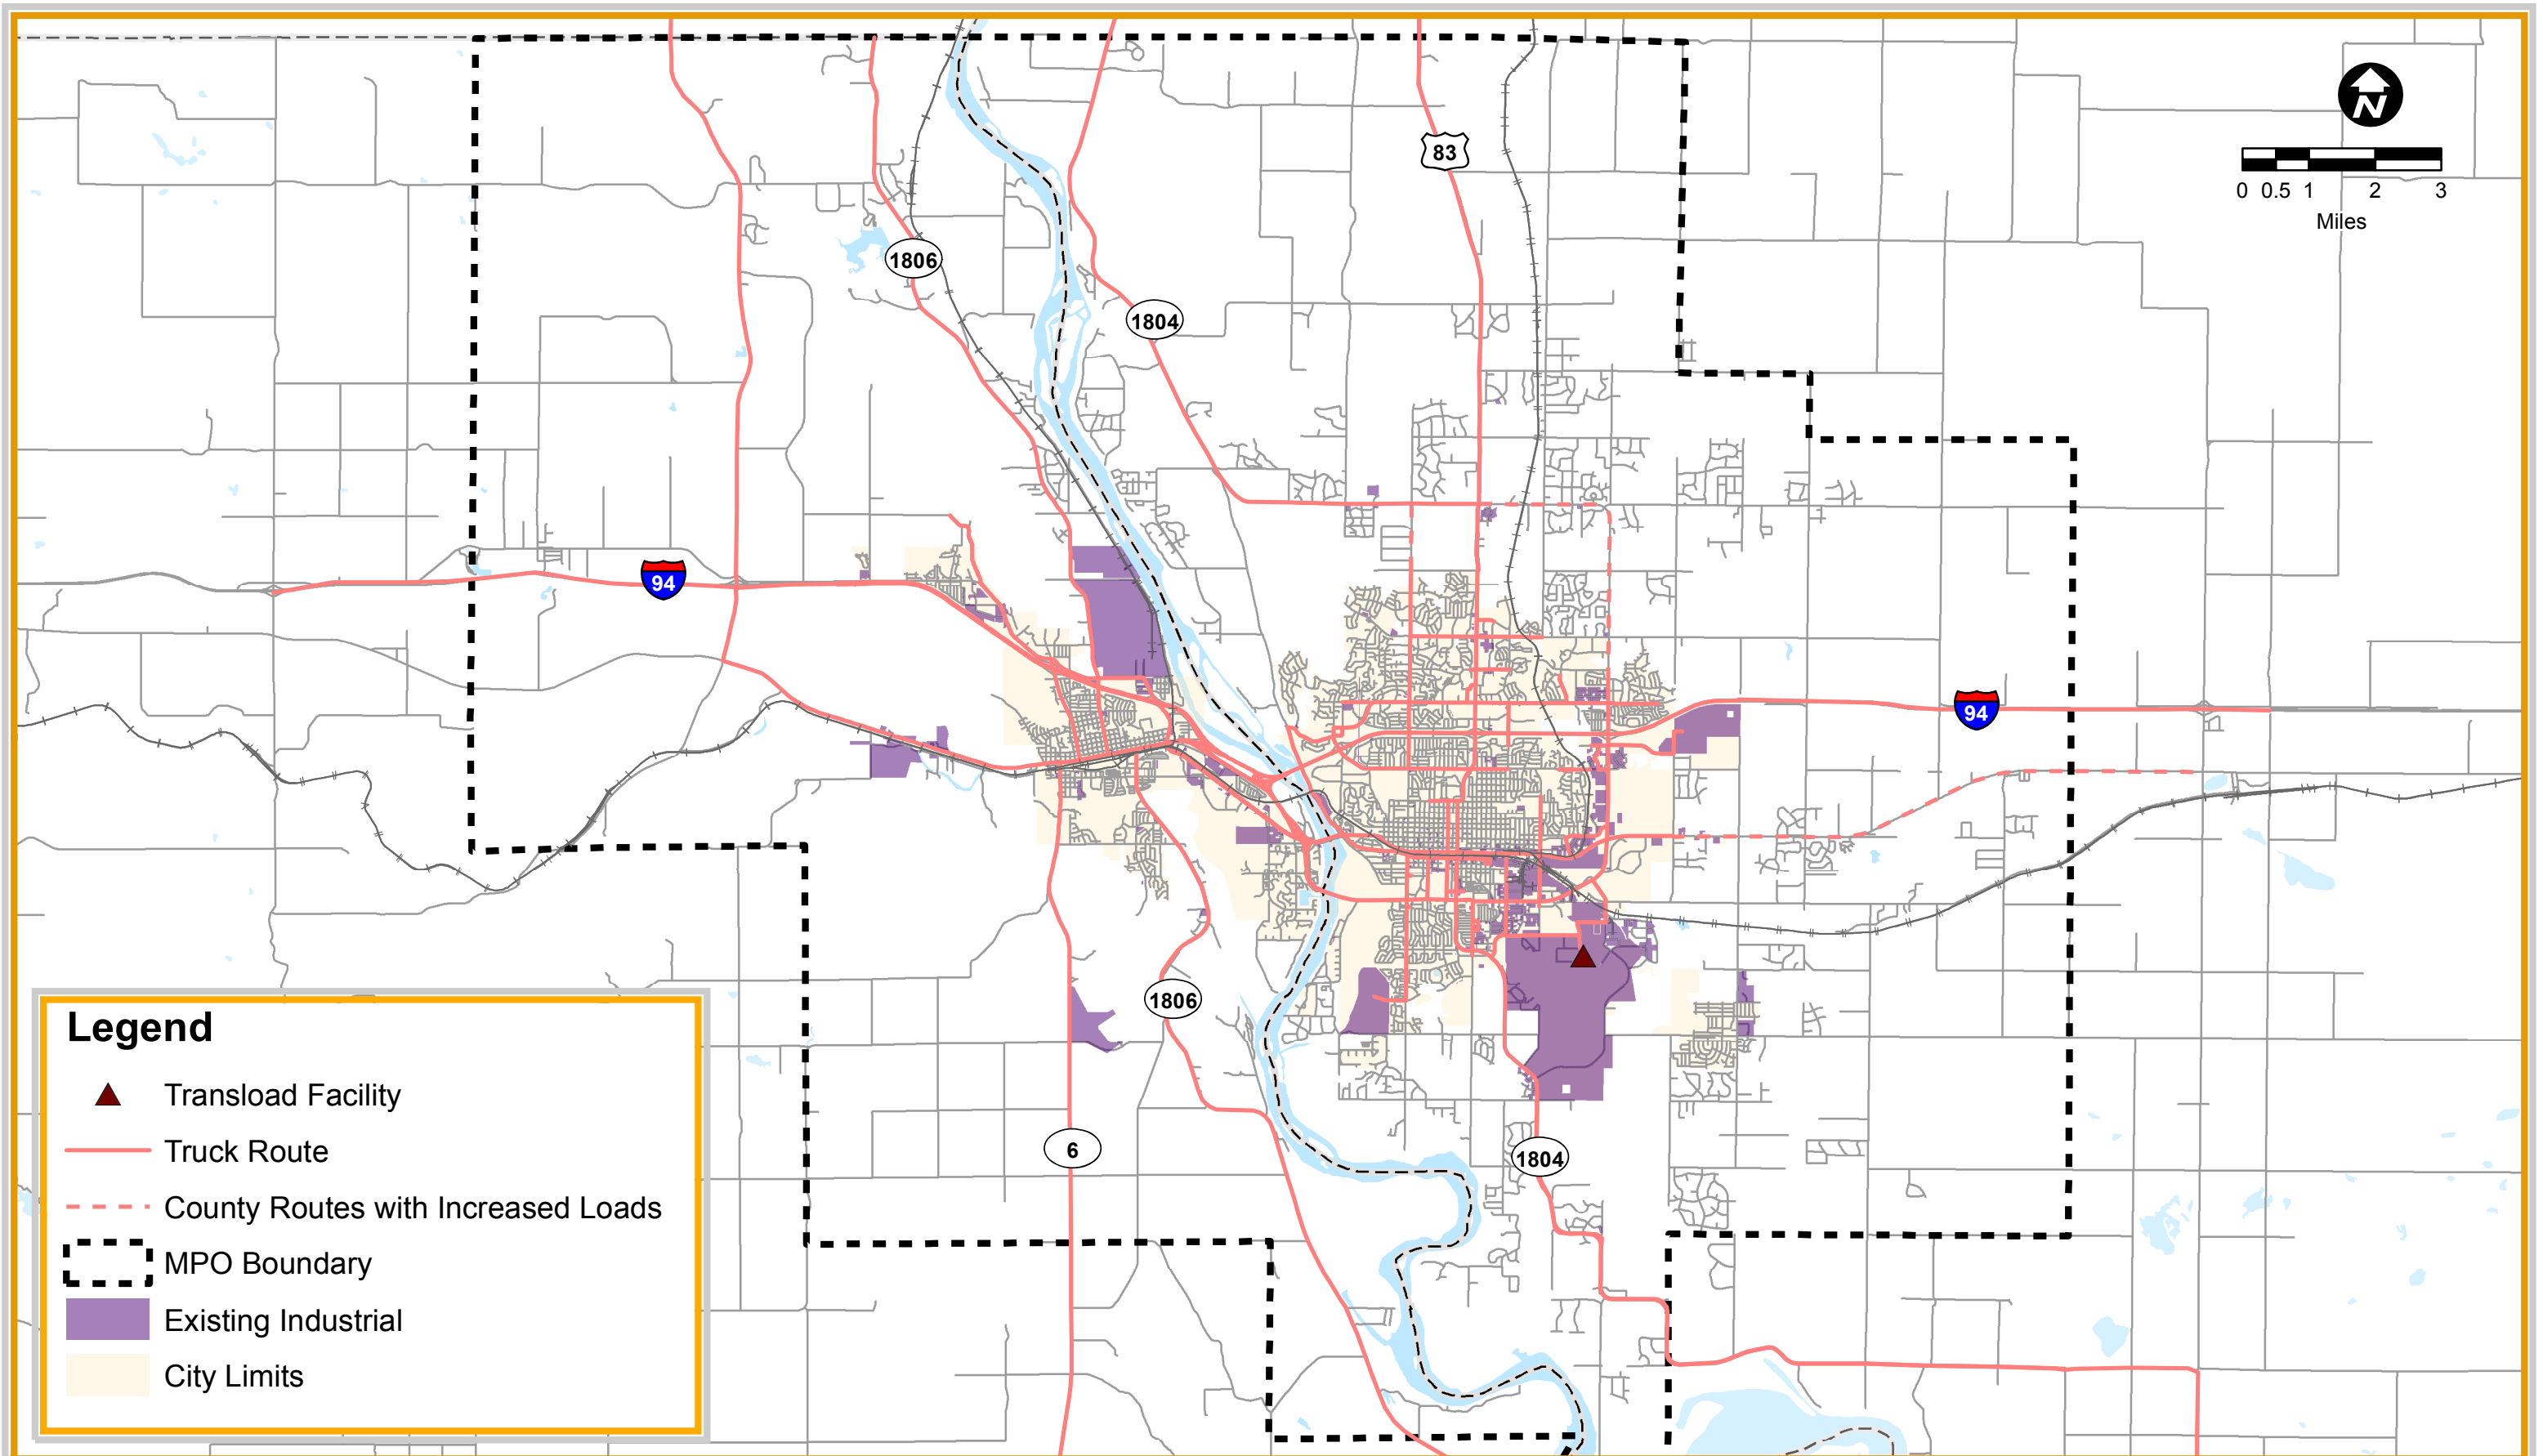 83
N
0 0.5 1 2 3
Miles
1806
1804
94
94
1806
6
1804
Legend
Transload Facility
Truck Route
County Routes with Increased Loads
MPO Boundary
Existing Industrial
City Limits